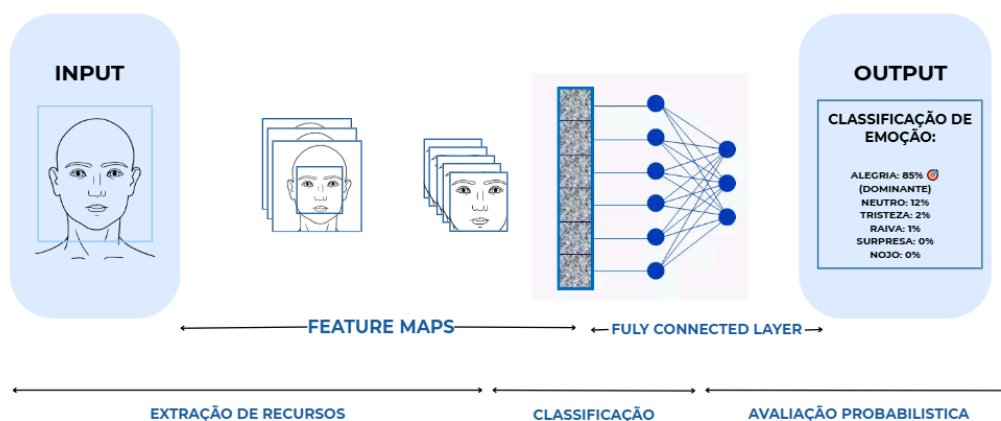 INPUT
OUTPUT
CLASSIFICAÇÃO DE
EMOÇÃO:
ALEGRIA: 85% 🎯
(DOMINANTE)
NEUTRO: 12%
TRISTEZA: 2%
RAIVA: 1%
SURPRESA: 0%
NOJO: 0%
FEATURE MAPS
FULY CONNECTED LAYER
EXTRAÇÃO DE RECURSOS
CLASSIFICAÇÃO
AVALIAÇÃO PROBABILISTICA